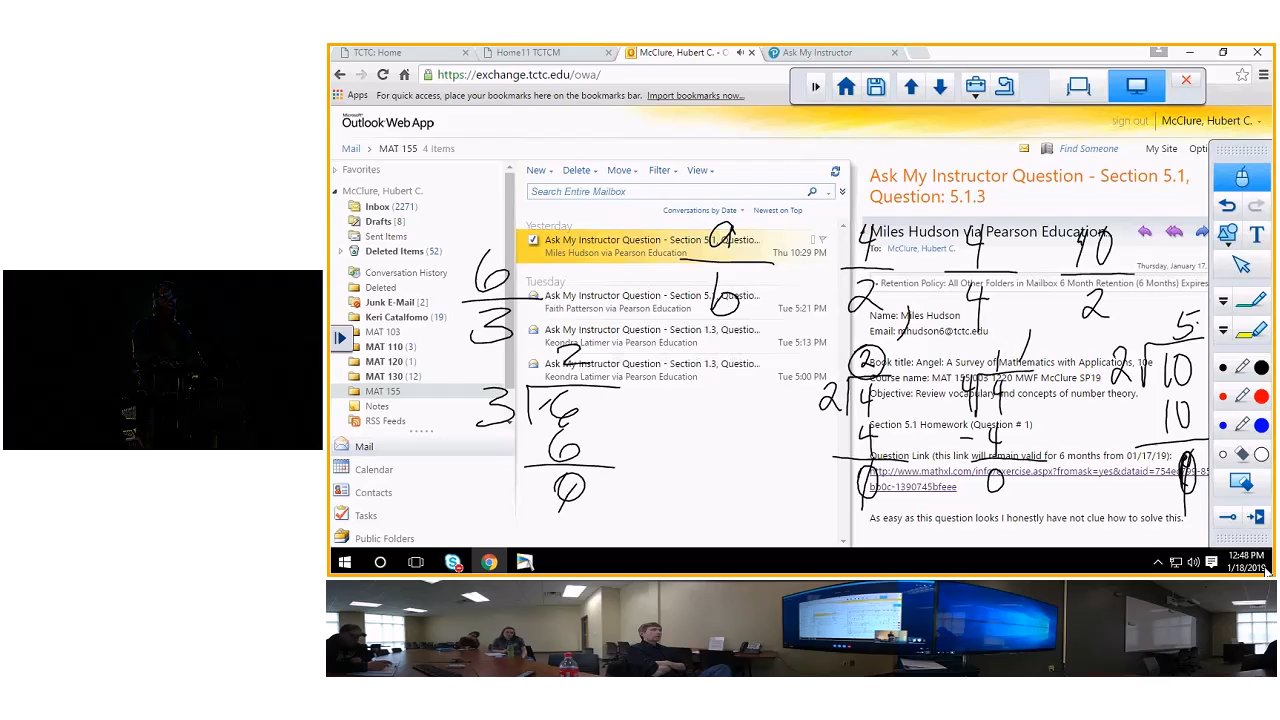 TCTC: Home
Home11 TCTCM
McClure, Hubert C. - C
Ask My Instructor
https://exchange.tctc.edu/owa/
Apps
For quick access, place your bookmarks here on the bookmarks bar. Import bookmarks now...
Microsoft
Outlook Web App
sign out
McClure, Hubert C. -
Mail › MAT 155 4 items
Find Someone
My Site
Opti
Favorites
McClure, Hubert C.
Inbox (2271)
Drafts [8]
Sent Items
Deleted Items (52)
Conversation History
Deleted
Junk E-Mail [2]
Keri Catalfomo (19)
MAT 103
MAT 110 (3)
MAT 120 (1)
MAT 130 (12)
MAT 155
Notes
RSS Feeds
Mail
Calendar
Contacts
Tasks
Public Folders
New
Delete
Move
Filter
View
Search Entire Mailbox
Conversations by Date
Newest on Top
Yesterday
Ask My Instructor Question - Section 5.1, Questio...
Miles Hudson via Pearson Education
Thu 10:29 PM
Tuesday
Ask My Instructor Question - Section 5.1, Questio...
Faith Patterson via Pearson Education
Tue 5:21 PM
Ask My Instructor Question - Section 1.3, Questio...
Keondra Latimer via Pearson Education
Tue 5:13 PM
Ask My Instructor Question - Section 1.3, Questio...
Keondra Latimer via Pearson Education
Tue 5:00 PM
Ask My Instructor Question - Section 5.1,
Question: 5.1.3
Miles Hudson via Pearson Education
To: McClure, Hubert C.
Thursday, January 17,
Retention Policy: All Other Folders in Mailbox 6 Month Retention (6 Months) Expires
Name: Miles Hudson
Email: mhudson6@tctc.edu
Book title: Angel: A Survey of Mathematics with Applications, 10e
Course name: MAT 155 003 1220 MWF McClure SP19
Objective: Review vocabulary and concepts of number theory.
Section 5.1 Homework (Question # 1)
Question Link (this link will remain valid for 6 months from 01/17/19):
As easy as this question looks I honestly have not clue how to solve this.
6
3
a
b
4
2
4
4
10
2
2
3 6
6
0
2
2 4
4
0
1
4 4
- 4
0
5
2 10
10
0
12:48 PM
1/18/2019